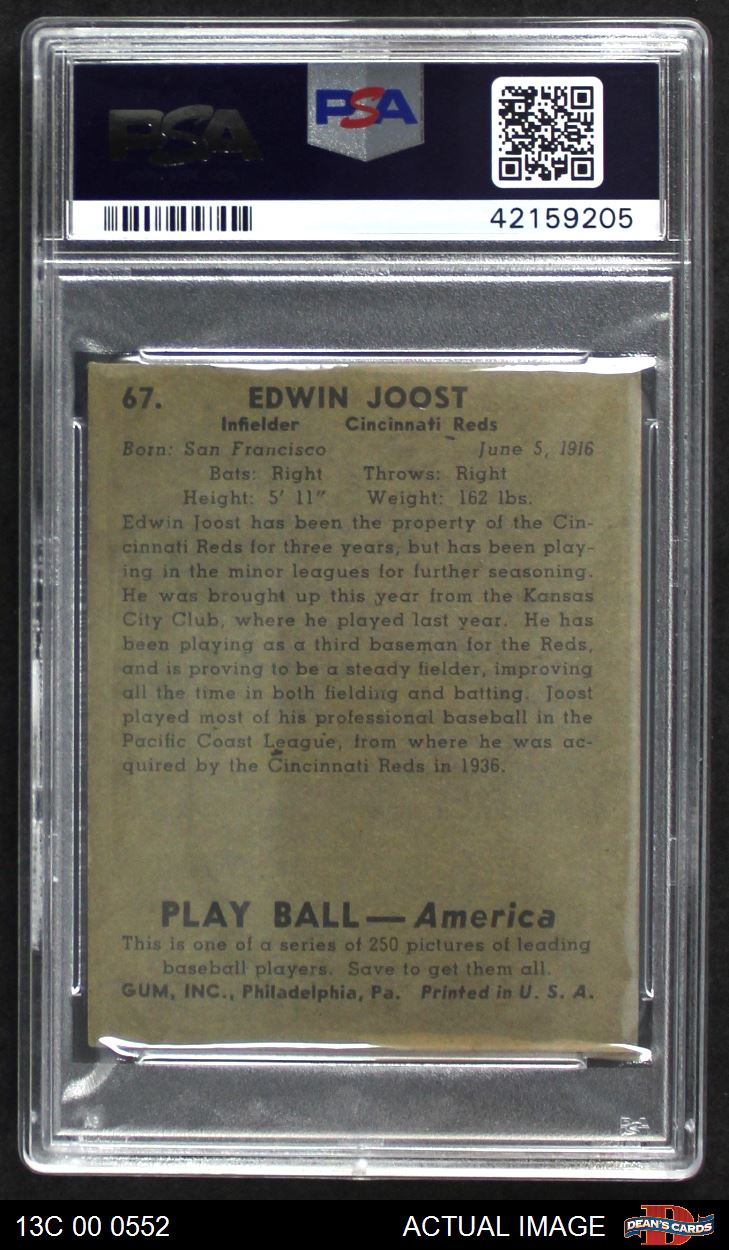 PSA PSA
42159205
67. EDWIN JOOST
Infielder Cincinnati Reds
Born: San Francisco June 5, 1916
Bats: Right Throws: Right
Height: 5' 11" Weight: 162 lbs.
Edwin Joost has been the property of the Cin-
cinnati Reds for three years, but has been play-
ing in the minor leagues for further seasoning.
He was brought up this year from the Kansas
City Club, where he played last year. He has
been playing as a third baseman for the Reds,
and is proving to be a steady fielder, improving
all the time in both fielding and batting. Joost
played most of his professional baseball in the
Pacific Coast League, from where he was ac-
quired by the Cincinnati Reds in 1936.
PLAY BALL — America
This is one of a series of 250 pictures of leading
baseball players. Save to get them all.
GUM, INC., Philadelphia, Pa. Printed in U. S. A.
13C 00 0552 ACTUAL IMAGE DEAN'S CARDS